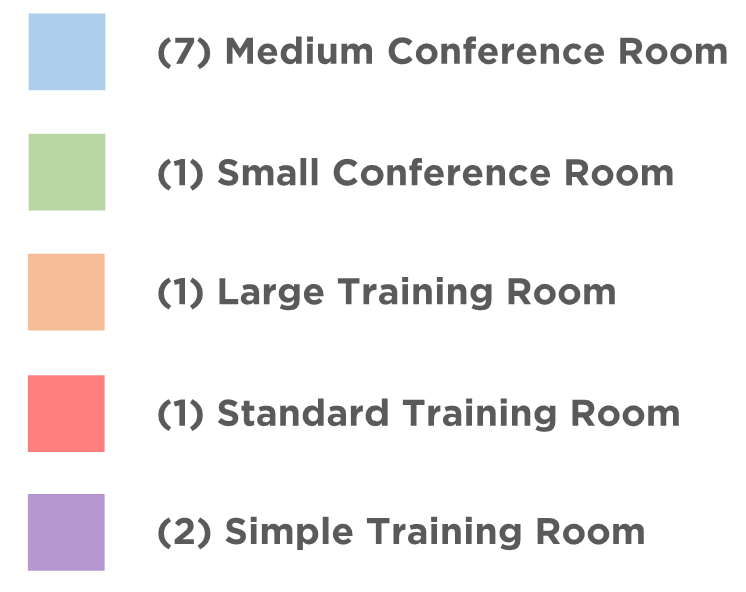 (7) Medium Conference Room
(1) Small Conference Room
(1) Large Training Room
(1) Standard Training Room
(2) Simple Training Room